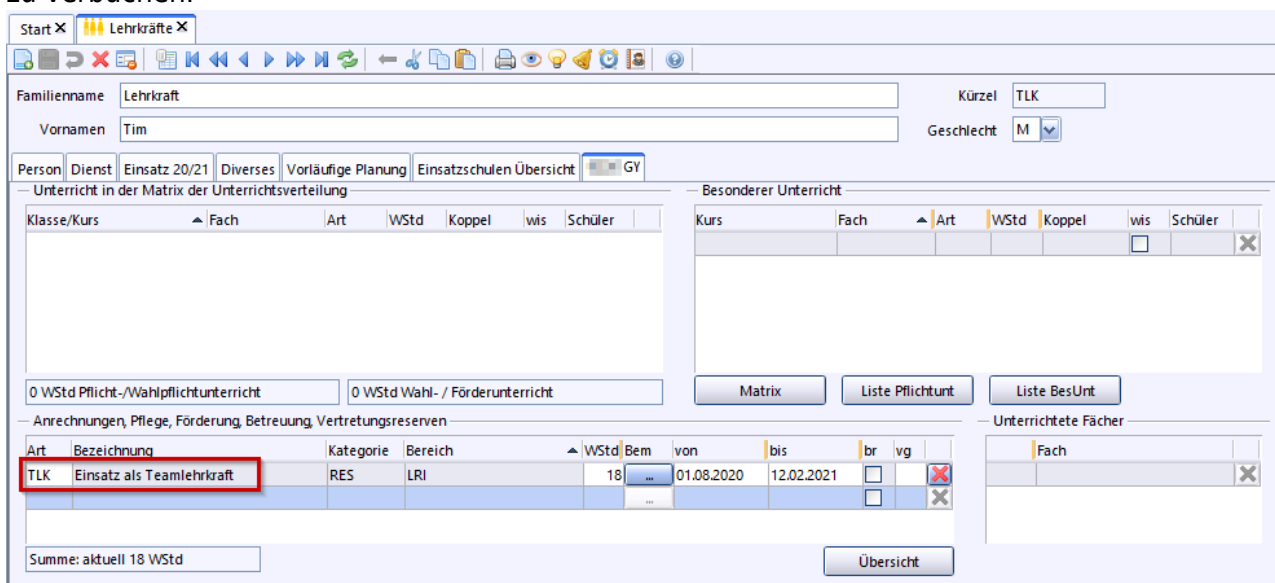 Start Lehrkräfte
Familienname Lehrkraft Kürzel TLK
Vornamen Tim Geschlecht M
Person Dienst Einsatz 20/21 Diverses Vorläufige Planung Einsatzschulen Übersicht GY
Unterricht in der Matrix der Unterrichtsverteilung Besonderer Unterricht
Klasse/Kurs Fach Art WStd Koppel wis Schüler Kurs Fach Art WStd Koppel wis Schüler
0 WStd Pflicht-/Wahlpflichtunterricht 0 WStd Wahl- / Förderunterricht Matrix Liste Pflichtunt Liste BesUnt
Anrechnungen, Pflege, Förderung, Betreuung, Vertretungsreserven Unterrichtete Fächer
Art Bezeichnung Kategorie Bereich WStd Bem von bis br vg Fach
TLK Einsatz als Teamlehrkraft RES LRI 18 ... 01.08.2020 12.02.2021
...
Summe: aktuell 18 WStd Übersicht